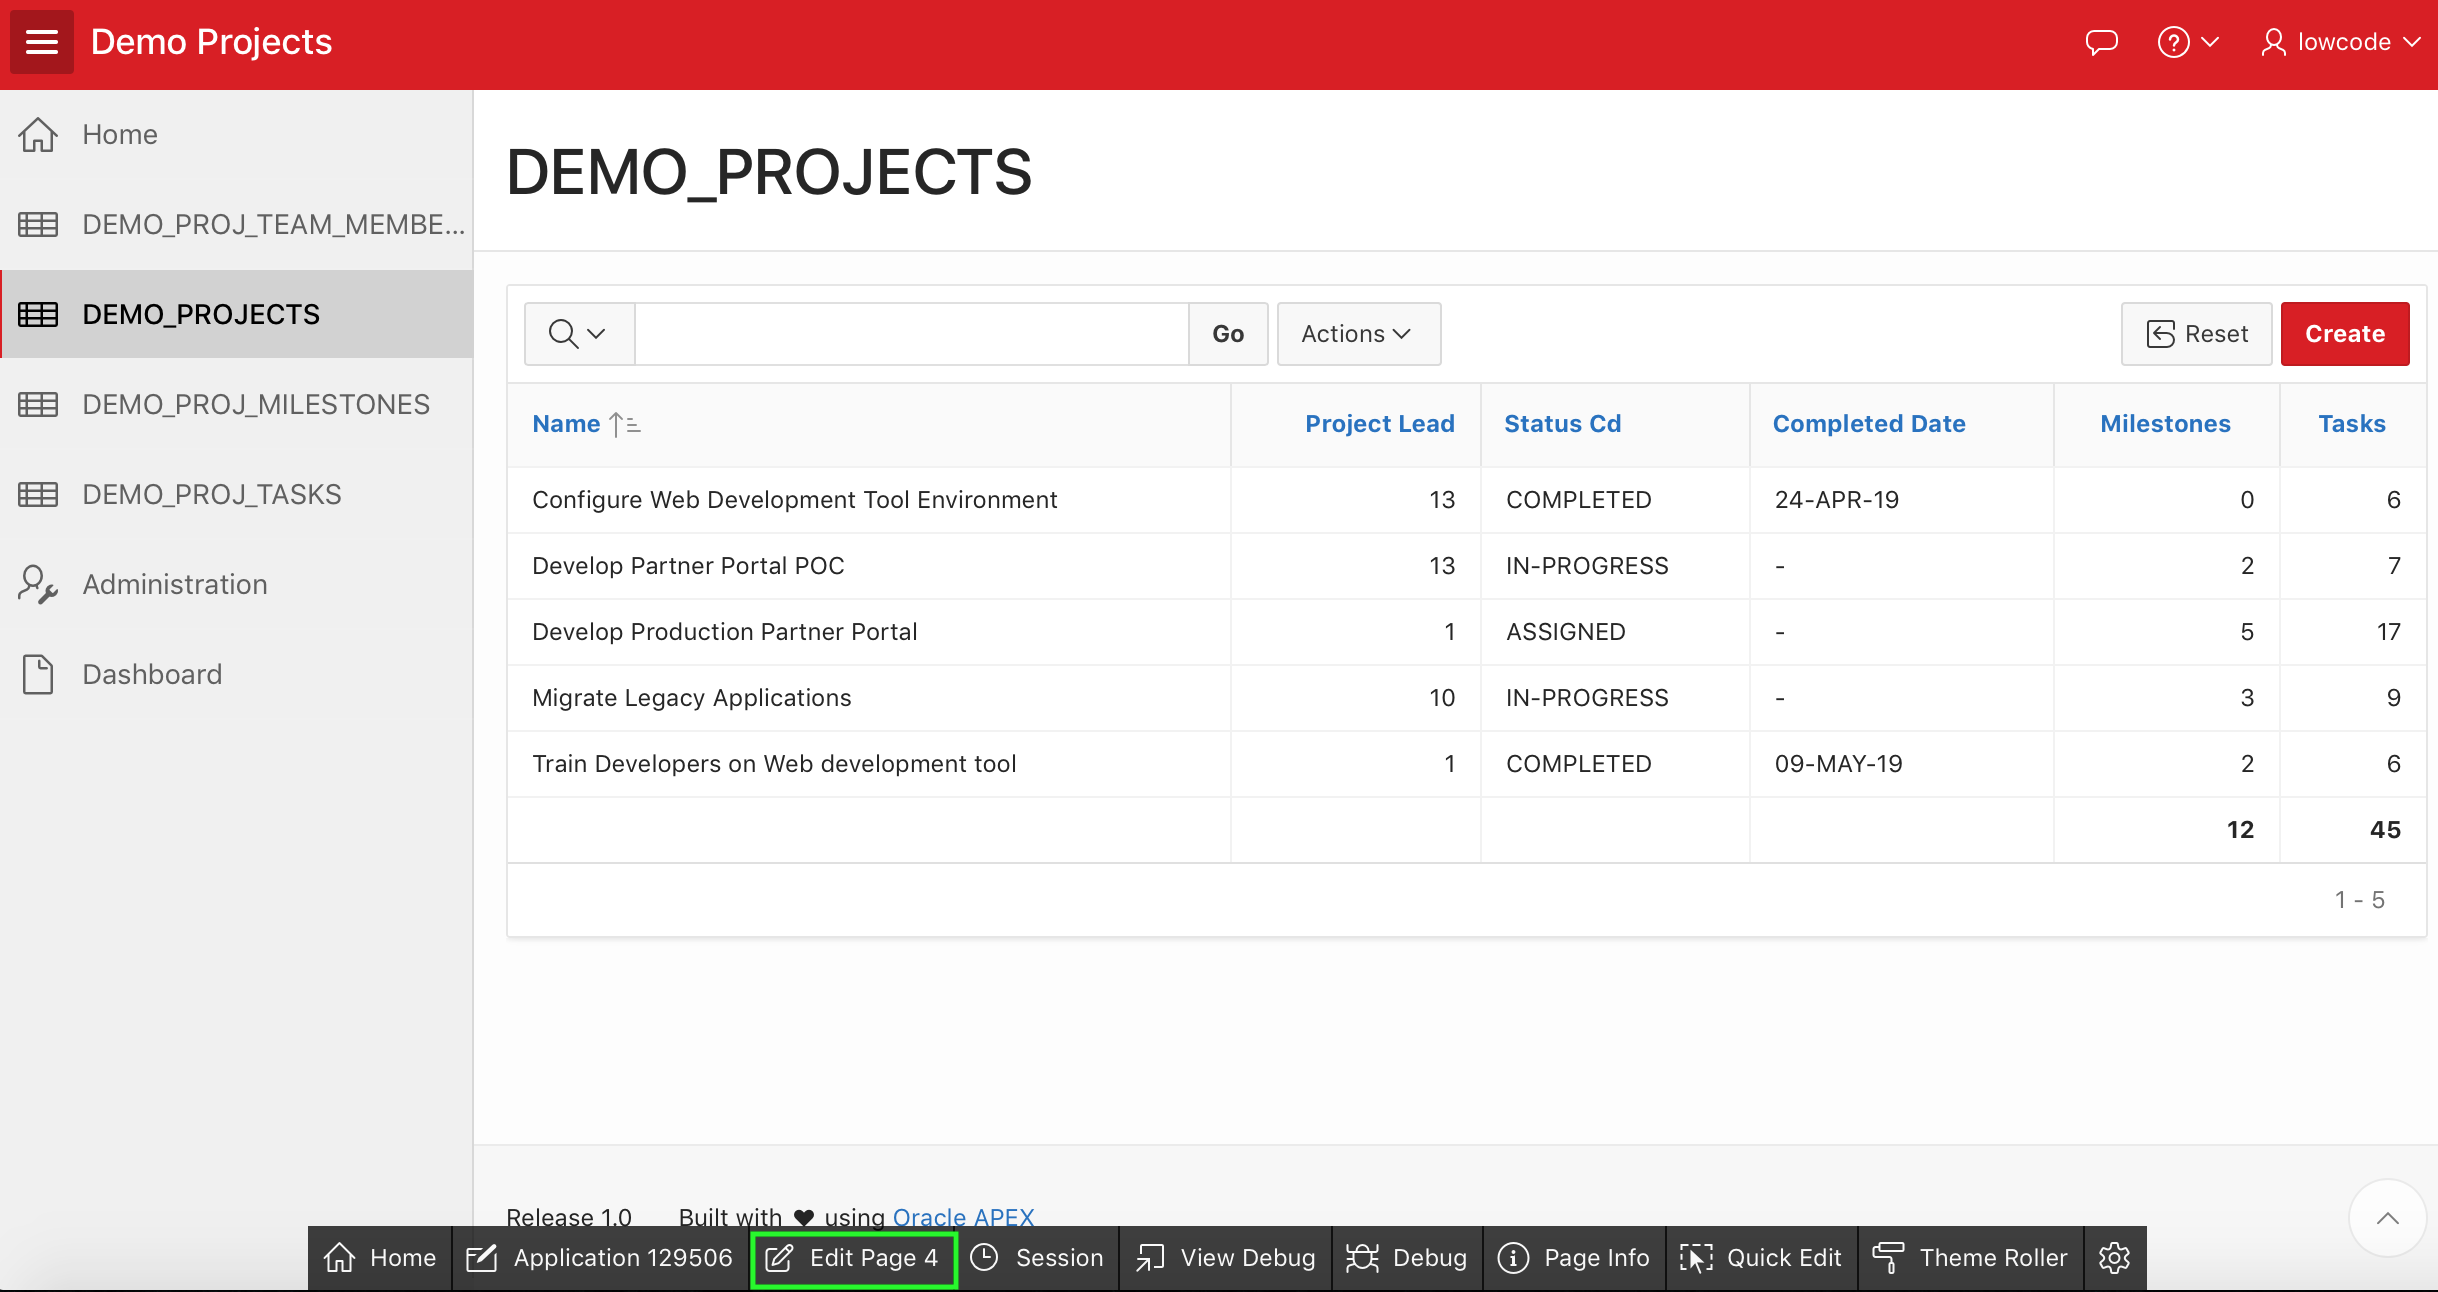 Demo Projects
lowcode
Home
DEMO_PROJ_TEAM_MEMBE...
DEMO_PROJECTS
DEMO_PROJ_MILESTONES
DEMO_PROJ_TASKS
Administration
Dashboard
DEMO_PROJECTS
Go Actions Reset Create
Name Project Lead Status Cd Completed Date Milestones Tasks
Configure Web Development Tool Environment 13 COMPLETED 24-APR-19 0 6
Develop Partner Portal POC 13 IN-PROGRESS - 2 7
Develop Production Partner Portal 1 ASSIGNED - 5 17
Migrate Legacy Applications 10 IN-PROGRESS - 3 9
Train Developers on Web development tool 1 COMPLETED 09-MAY-19 2 6
12 45
1 - 5
Release 1.0 Built with ♥ using Oracle APEX
Home Application 129506 Edit Page 4 Session View Debug Debug Page Info Quick Edit Theme Roller